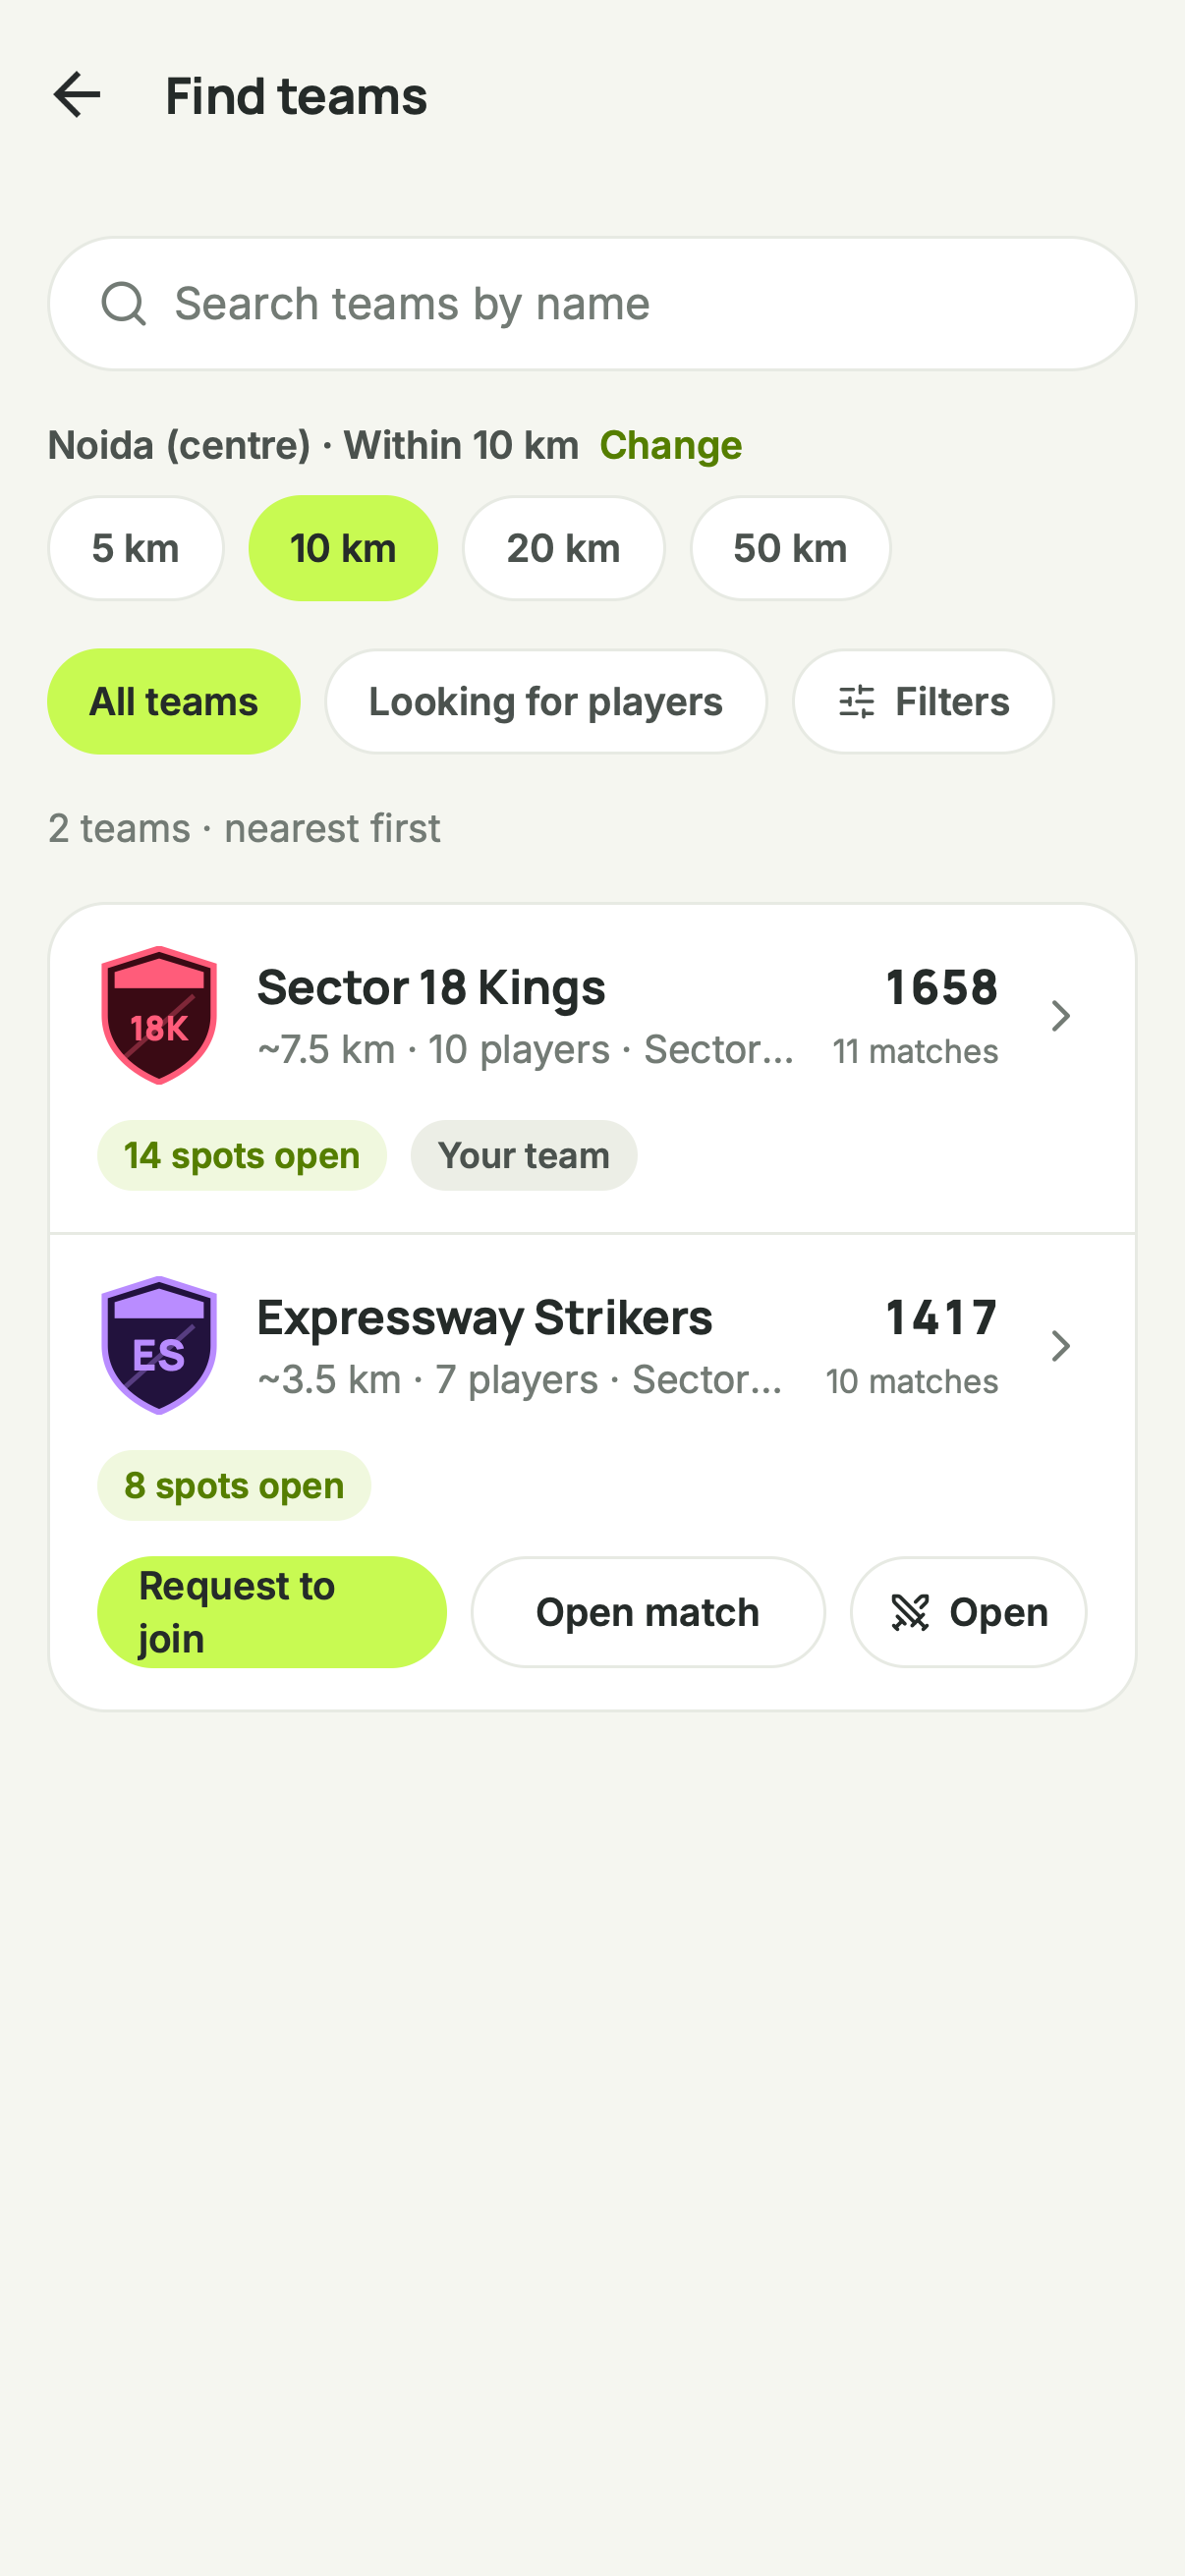 Find teams
Search teams by name
Noida (centre) · Within 10 km Change
5 km 10 km 20 km 50 km
All teams Looking for players Filters
2 teams · nearest first
18K
Sector 18 Kings 1658
~7.5 km · 10 players · Sector... 11 matches
14 spots open Your team
ES
Expressway Strikers 1417
~3.5 km · 7 players · Sector... 10 matches
8 spots open
Request to
join
Open match
Open